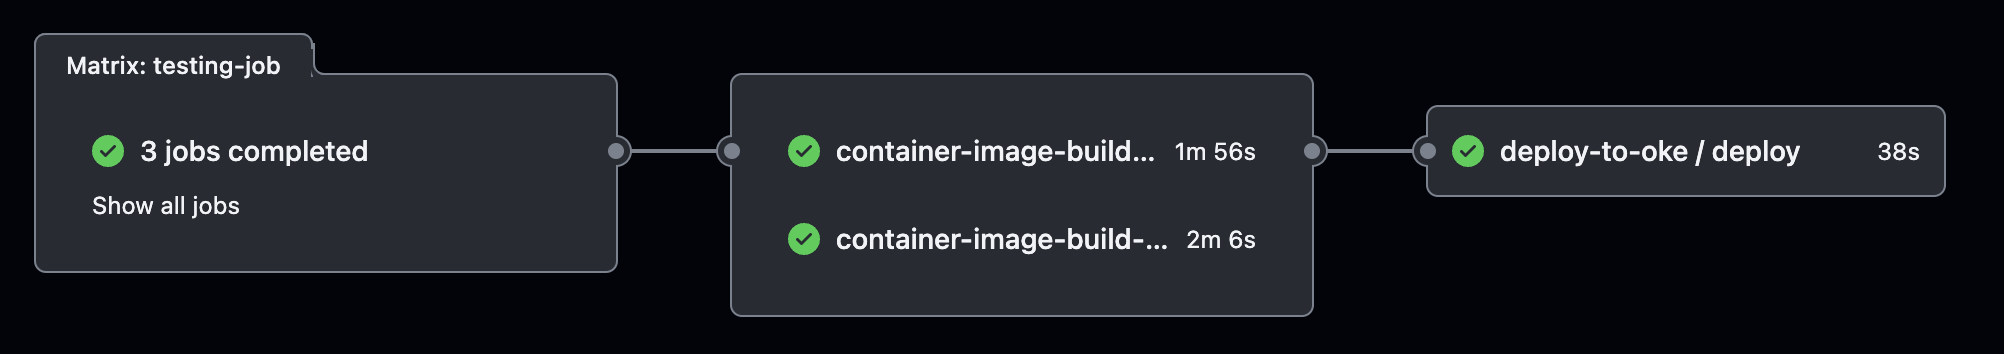 Matrix: testing-job
3 jobs completed
Show all jobs
container-image-build... 1m 56s
container-image-build-... 2m 6s
deploy-to-oke / deploy 38s